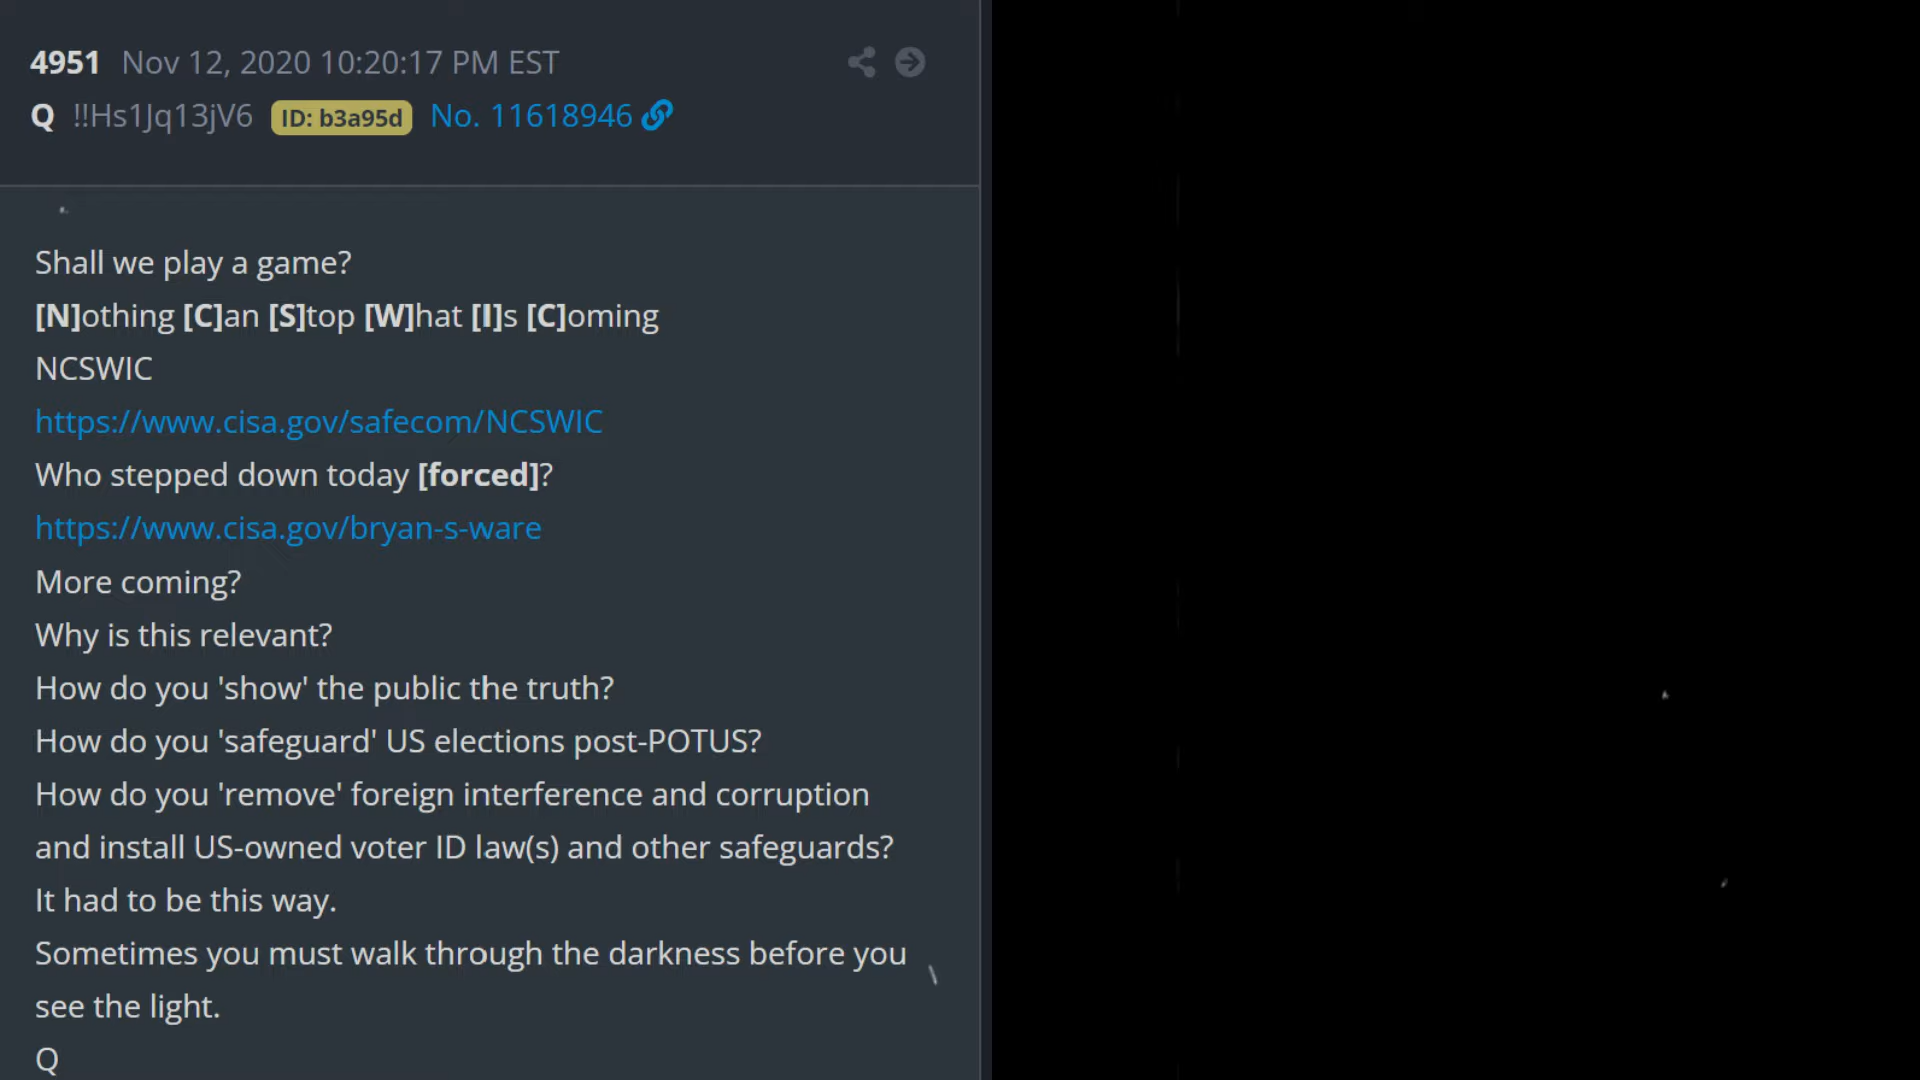 4951 Nov 12, 2020 10:20:17 PM EST
Q !!Hs1Jq13jV6 ID: b3a95d No. 11618946
Shall we play a game?
[N]othing [C]an [S]top [W]hat [I]s [C]oming
NCSWIC
https://www.cisa.gov/safecom/NCSWIC
Who stepped down today [forced]?
https://www.cisa.gov/bryan-s-ware
More coming?
Why is this relevant?
How do you 'show' the public the truth?
How do you 'safeguard' US elections post-POTUS?
How do you 'remove' foreign interference and corruption
and install US-owned voter ID law(s) and other safeguards?
It had to be this way.
Sometimes you must walk through the darkness before you
see the light.
Q